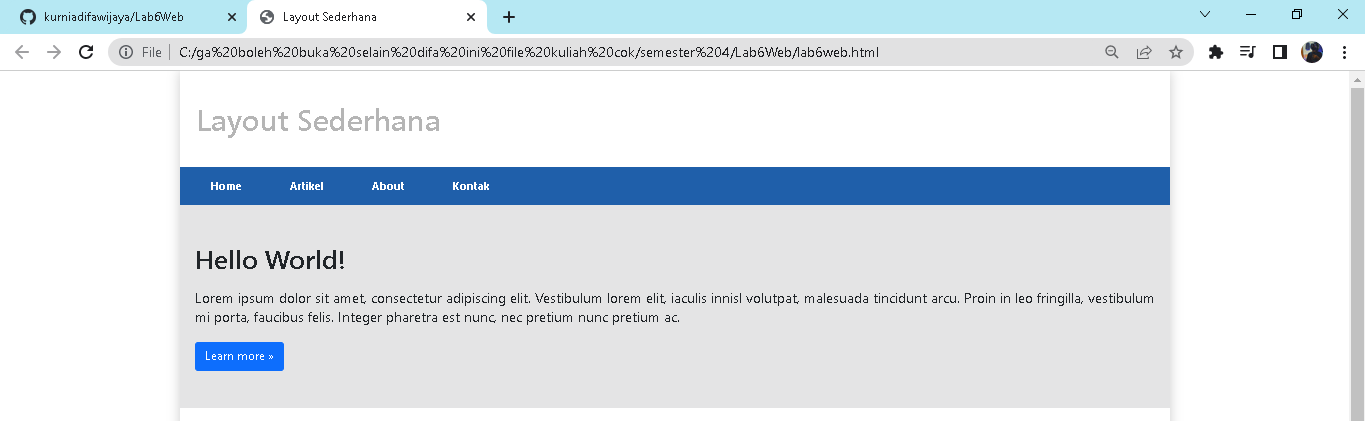 kurniadifawijaya/Lab6Web
Layout Sederhana
File
C:/ga%20boleh%20buka%20selain%20difa%20ini%20file%20kuliah%20cok/semester%204/Lab6Web/lab6web.html
Layout Sederhana
Home Artikel About Kontak
Hello World!
Lorem ipsum dolor sit amet, consectetur adipiscing elit. Vestibulum lorem elit, iaculis innisl volutpat, malesuada tincidunt arcu. Proin in leo fringilla, vestibulum
mi porta, faucibus felis. Integer pharetra est nunc, nec pretium nunc pretium ac.
Learn more »